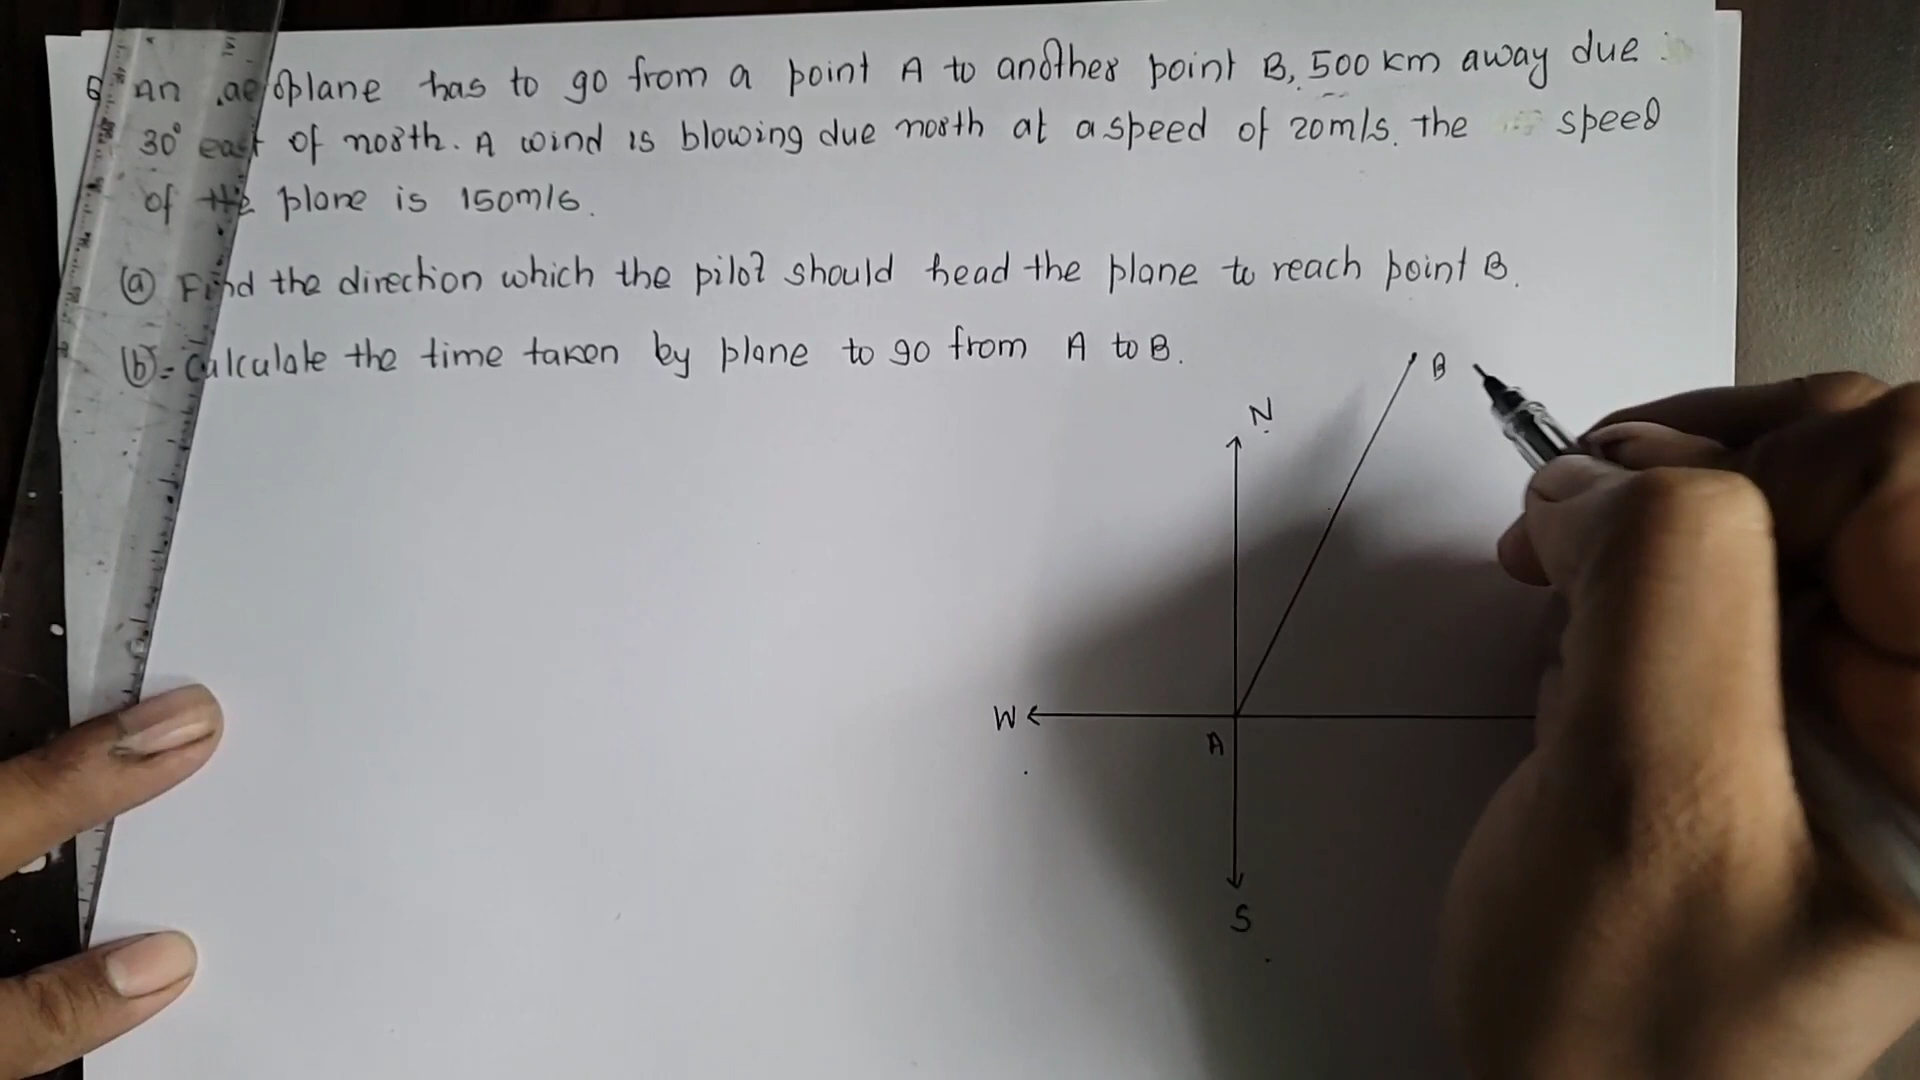 Q An aeroplane has to go from a point A to another point B, 500 km away due
30° east of north. A wind is blowing due north at a speed of 20m/s. the speed
of the plane is 150m/s.
(a) Find the direction which the pilot should head the plane to reach point B.
(b)- Calculate the time taken by plane to go from A to B.
B
N
W
A
S